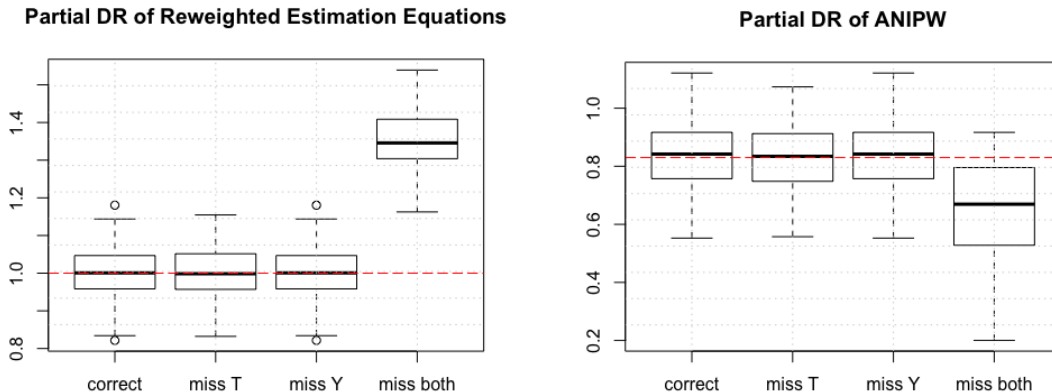 Partial DR of Reweighted Estimation Equations
1.4
1.2
1.0
0.8
correct miss T miss Y miss both
Partial DR of ANIPW
1.0
0.8
0.6
0.4
0.2
correct miss T miss Y miss both